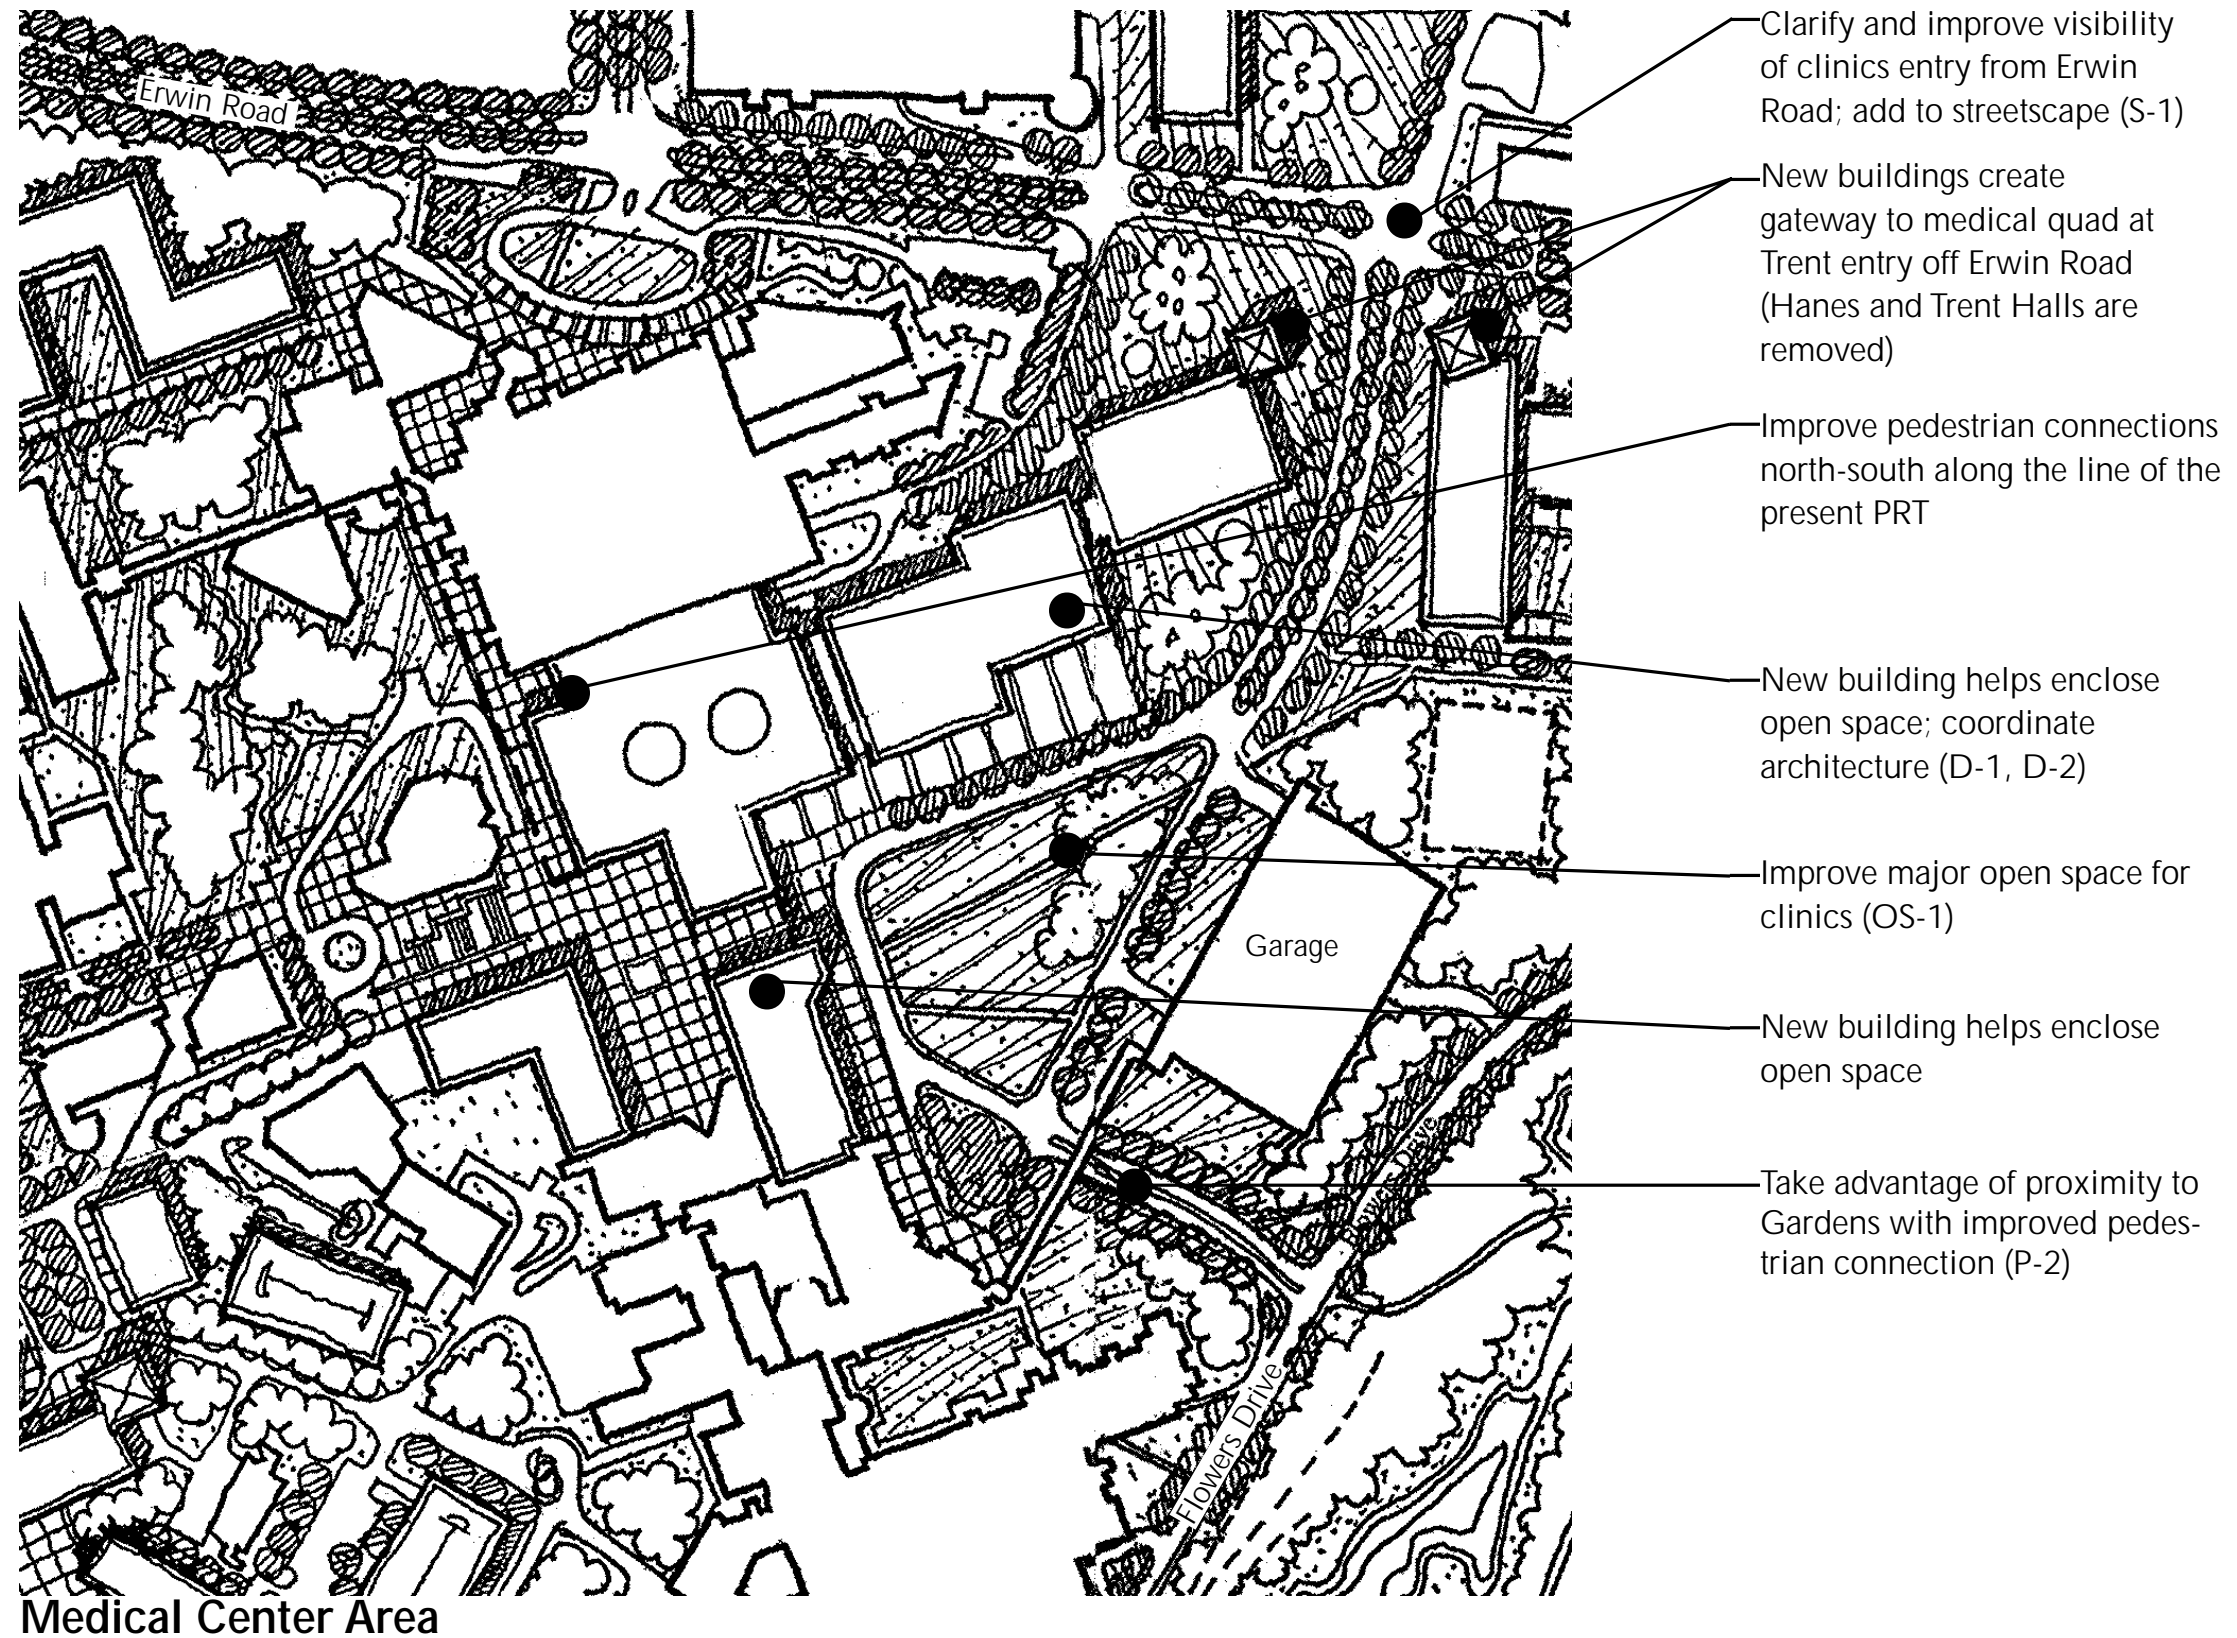 Clarify and improve visibility
of clinics entry from Erwin
Road; add to streetscape (S-1)
New buildings create
gateway to medical quad at
Trent entry off Erwin Road
(Hanes and Trent Halls are
removed)
Improve pedestrian connections
north-south along the line of the
present PRT
New building helps enclose
open space; coordinate
architecture (D-1, D-2)
Improve major open space for
clinics (OS-1)
New building helps enclose
open space
Take advantage of proximity to
Gardens with improved pedes-
trian connection (P-2)
Erwin Road
Garage
Drive
Flowers Drive
Medical Center Area